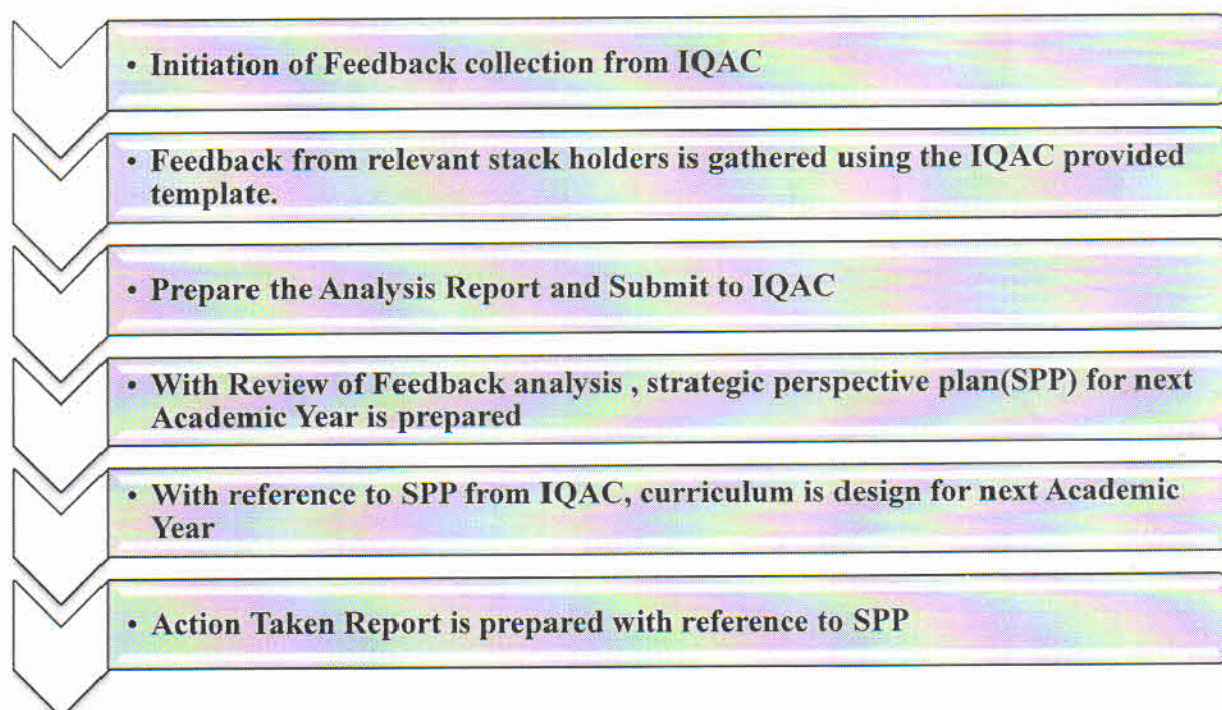 • Initiation of Feedback collection from IQAC
• Feedback from relevant stack holders is gathered using the IQAC provided
template.
• Prepare the Analysis Report and Submit to IQAC
• With Review of Feedback analysis , strategic perspective plan(SPP) for next
Academic Year is prepared
• With reference to SPP from IQAC, curriculum is design for next Academic
Year
• Action Taken Report is prepared with reference to SPP